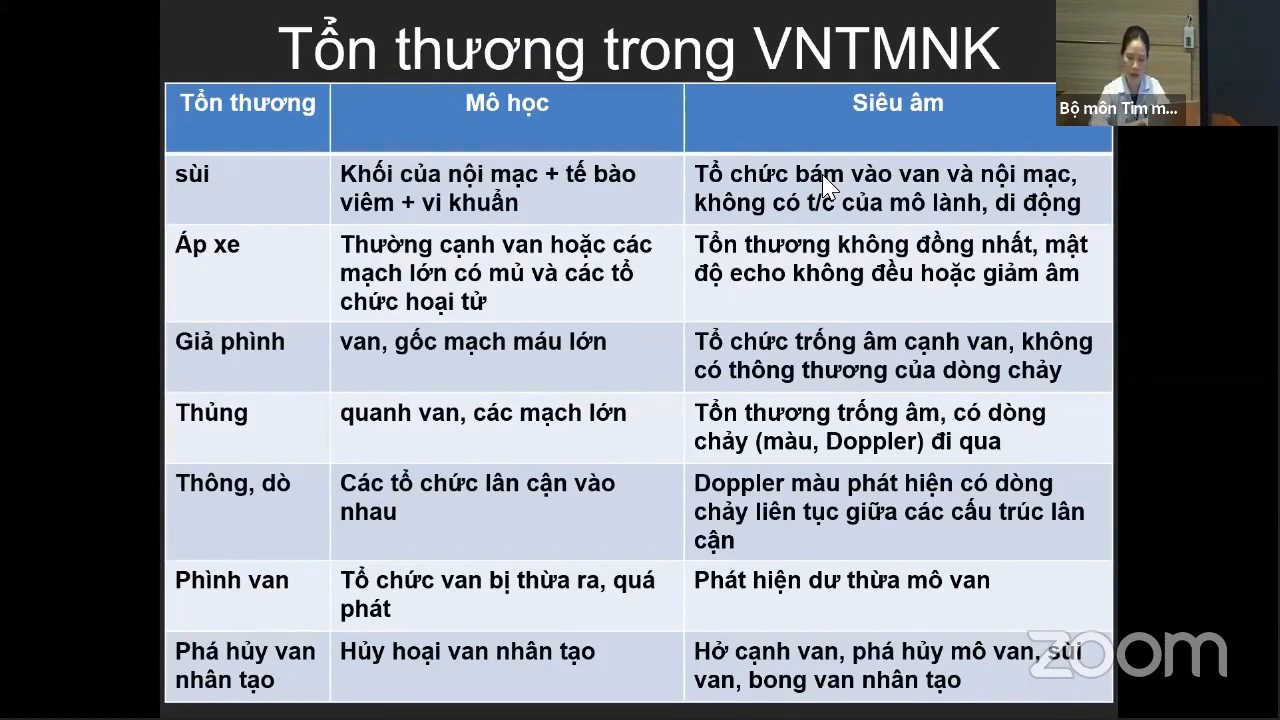 Tổn thương trong VNTMNK
Bộ môn Tim m...
Tổn thương
Mô học
Siêu âm
sùi
Khối của nội mạc + tế bào
viêm + vi khuẩn
Tổ chức bám vào van và nội mạc,
không có t/c của mô lành, di động
Áp xe
Thường cạnh van hoặc các
mạch lớn có mủ và các tổ
chức hoại tử
Tổn thương không đồng nhất, mật
độ echo không đều hoặc giảm âm
Giả phình
van, gốc mạch máu lớn
Tổ chức trống âm cạnh van, không
có thông thương của dòng chảy
Thủng
quanh van, các mạch lớn
Tổn thương trống âm, có dòng
chảy (màu, Doppler) đi qua
Thông, dò
Các tổ chức lân cận vào
nhau
Doppler màu phát hiện có dòng
chảy liên tục giữa các cấu trúc lân
cận
Phình van
Tổ chức van bị thừa ra, quá
phát
Phát hiện dư thừa mô van
Phá hủy van
nhân tạo
Hủy hoại van nhân tạo
Hở cạnh van, phá hủy mô van, sùi
van, bong van nhân tạo
zoom